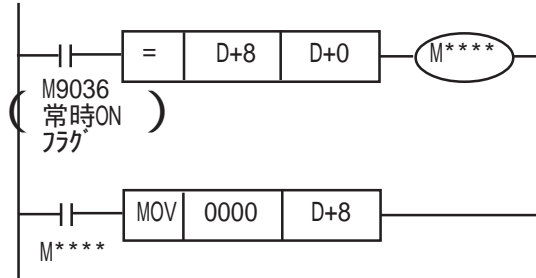 = D+8 D+0 M****
( M9036
常時ON
フラグ )
MOV 0000 D+8
M****